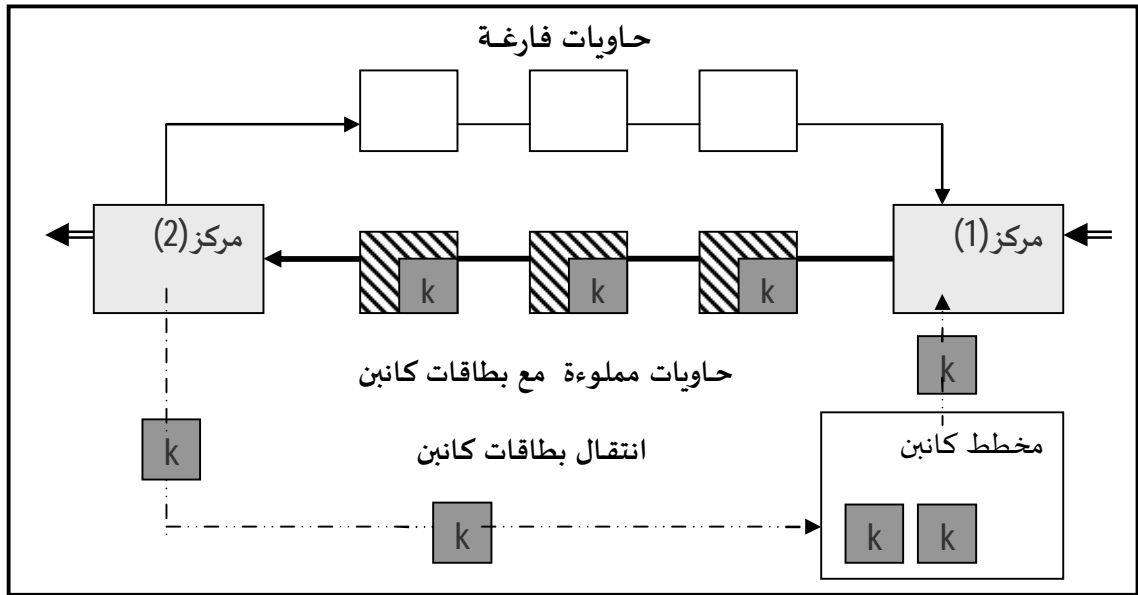 حاويات فارغة
مركز(1)
مركز(2)
k
k
k
حاويات مملوءة مع بطاقات كانبن
k
انتقال بطاقات كانبن
مخطط كانبن
k
k
k
k